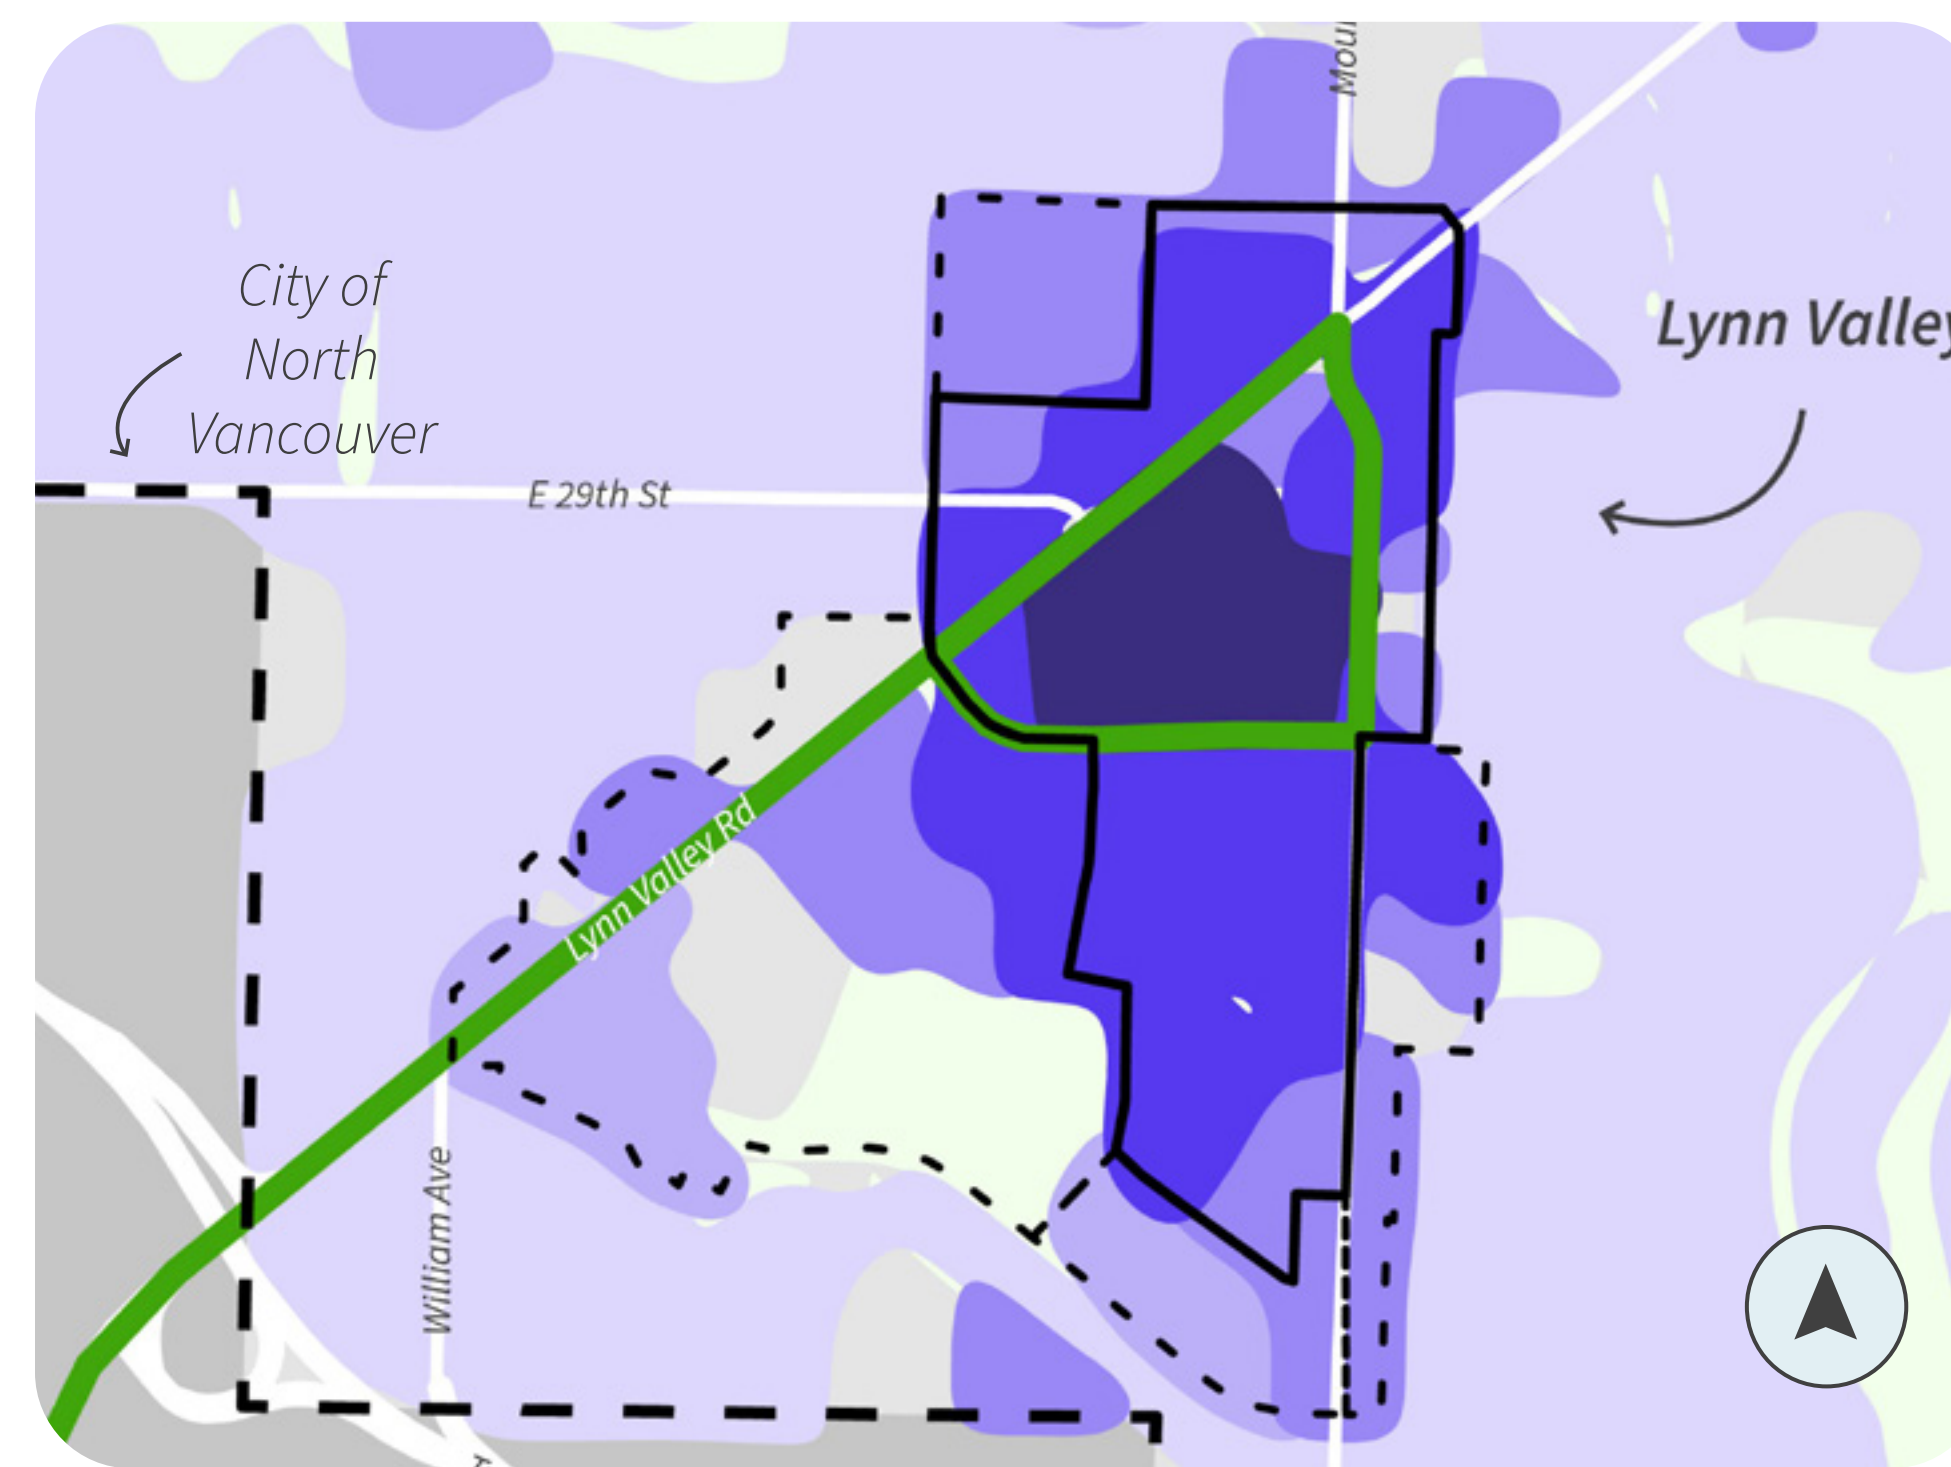 City of
North
Vancouver
Lynn Valley
E 29th St
Lynn Valley Rd
William Ave